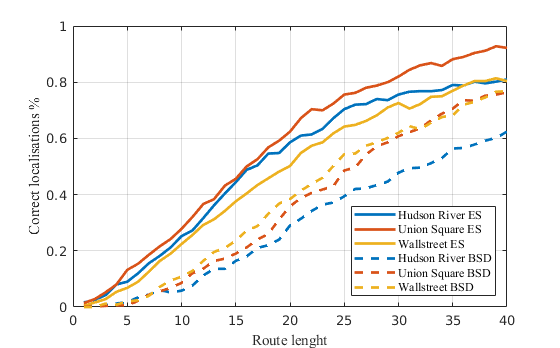 1
0.8
0.6
0.4
0.2
0
0 5 10 15 20 25 30 35 40
Correct localisations %
Route lenght
Hudson River ES
Union Square ES
Wallstreet ES
Hudson River BSD
Union Square BSD
Wallstreet BSD